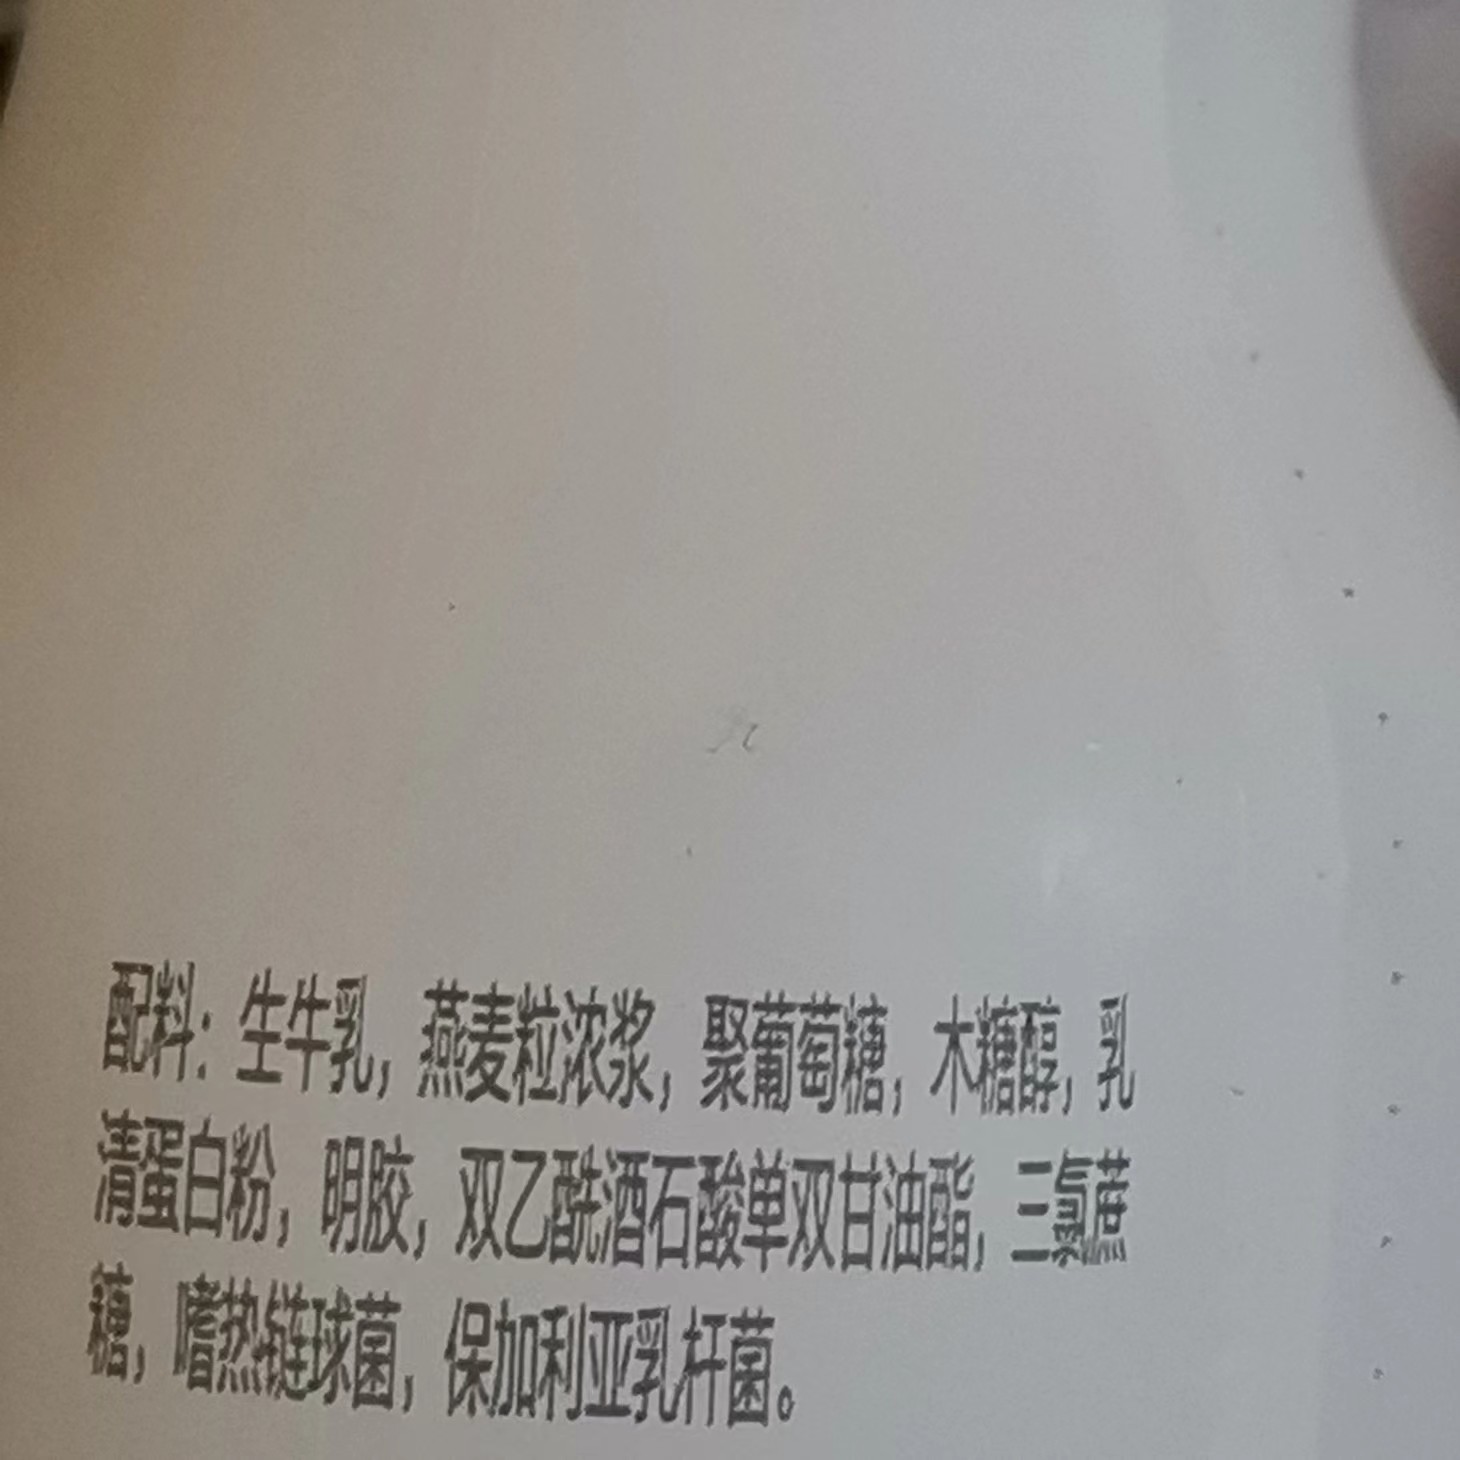 配料：生牛乳，燕麦粒浓浆，聚葡萄糖，木糖醇，乳
清蛋白粉，明胶，双乙酰酒石酸单双甘油酯，三氯蔗
糖，嗜热链球菌，保加利亚乳杆菌。